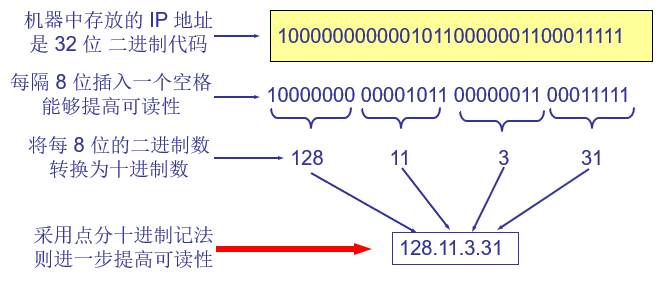 机器中存放的 IP 地址
是 32 位 二进制代码
10000000000010110000001100011111
每隔 8 位插入一个空格
能够提高可读性
10000000 00001011 00000011 00011111
将每 8 位的二进制数
转换为十进制数
128 11 3 31
采用点分十进制记法
则进一步提高可读性
128.11.3.31